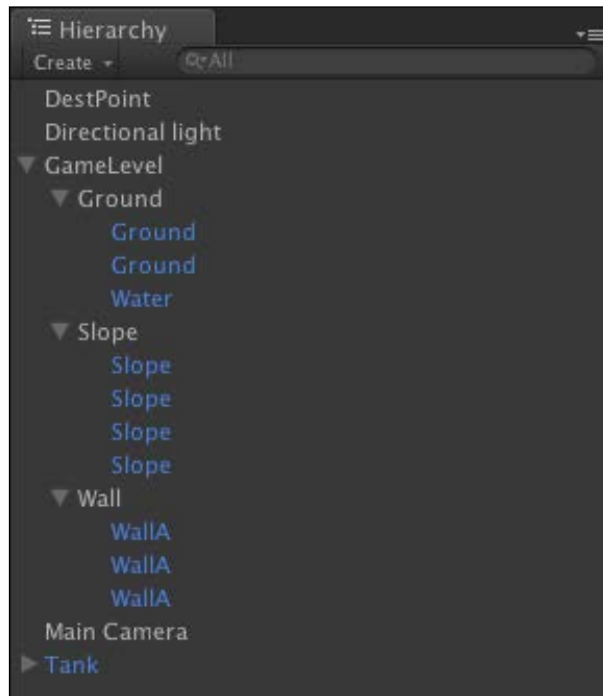 Hierarchy
Create All
DestPoint
Directional light
GameLevel
Ground
Ground
Ground
Water
Slope
Slope
Slope
Slope
Slope
Wall
WallA
WallA
WallA
Main Camera
Tank